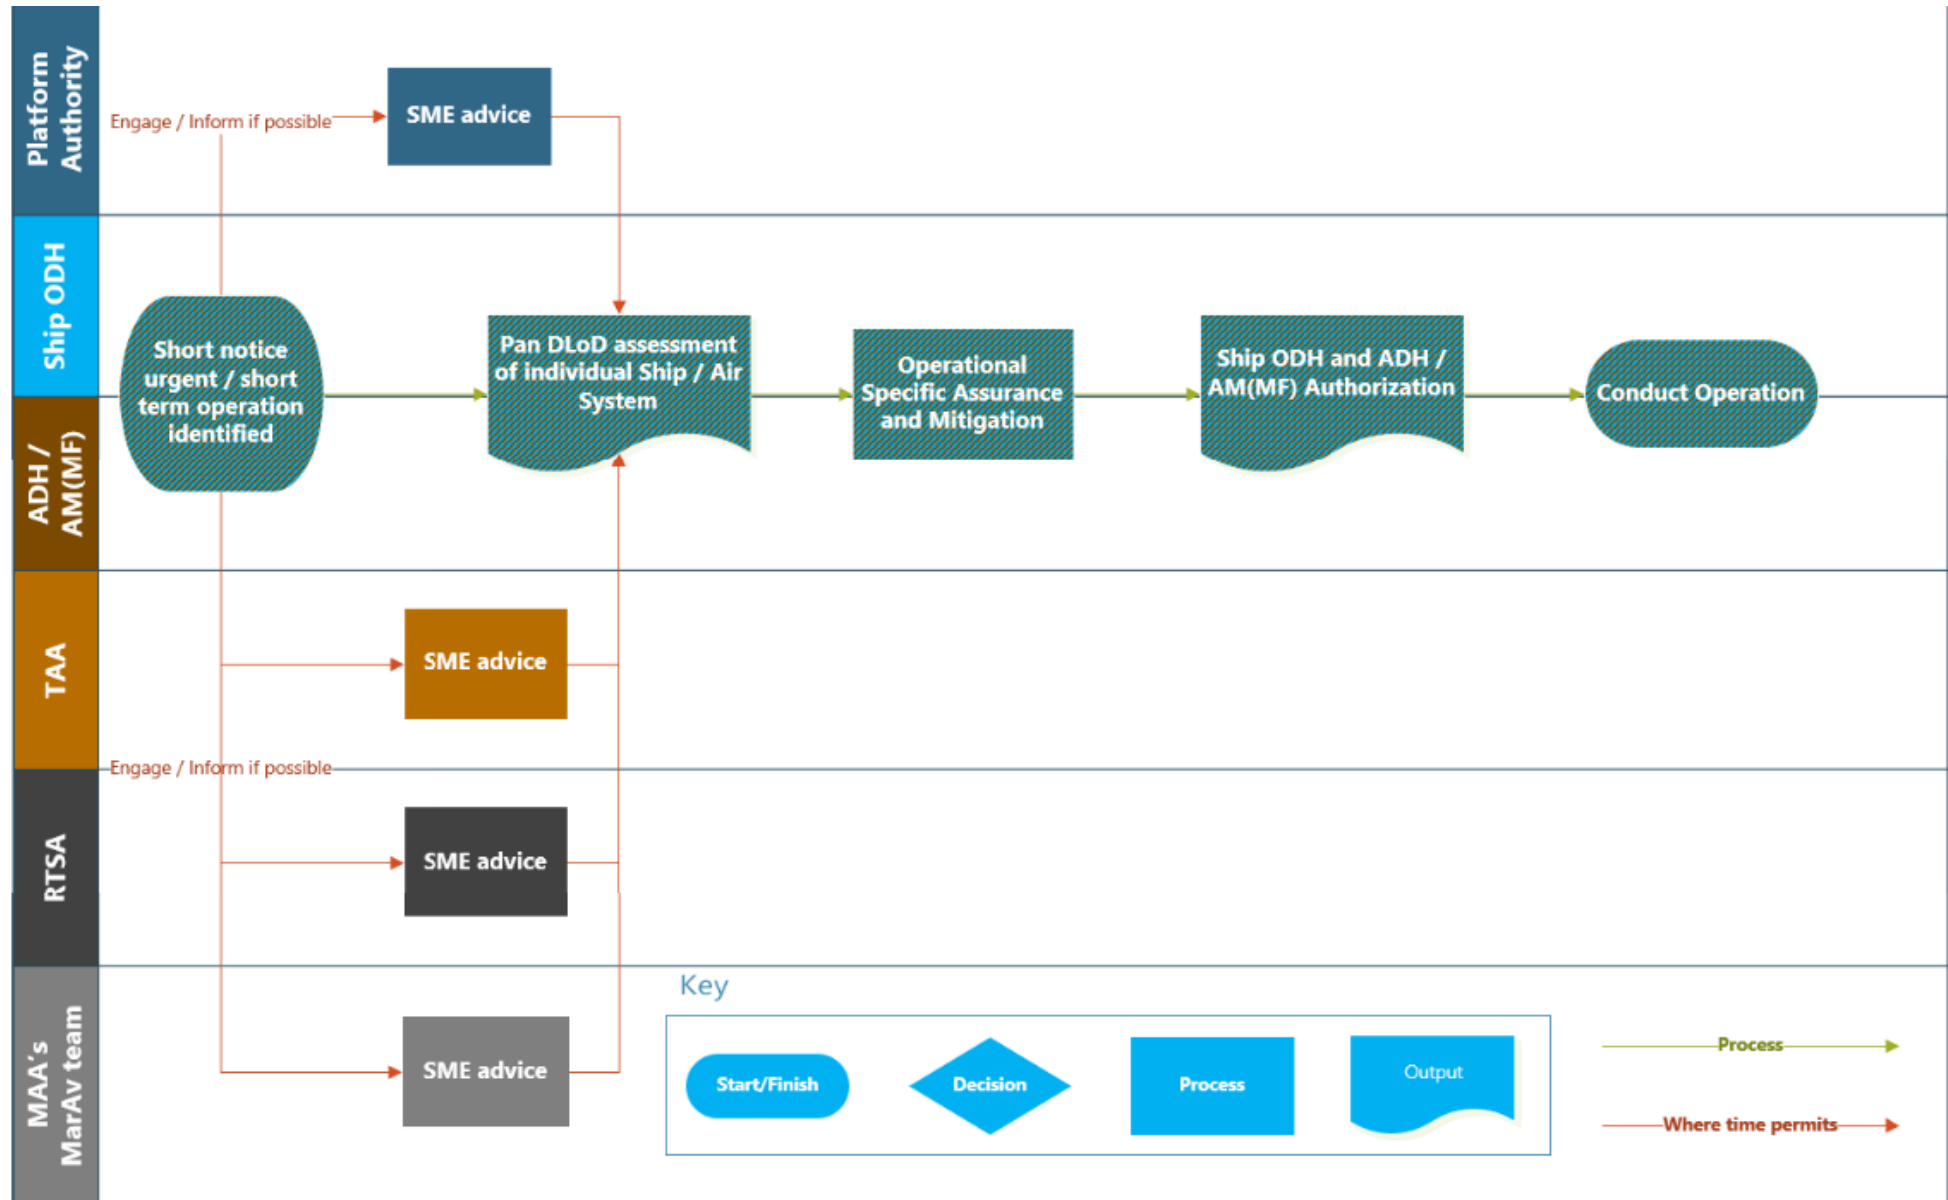 Platform
Authority
Engage / Inform if possible
SME advice
Ship ODH
ADH /
AM(MF)
Short notice
urgent / short
term operation
identified
Pan DLoD assessment
of individual Ship / Air
System
Operational
Specific Assurance
and Mitigation
Ship ODH and ADH /
AM(MF) Authorization
Conduct Operation
TAA
SME advice
Engage / Inform if possible
RTSA
SME advice
MAA's
MarAv team
SME advice
Key
Start/Finish
Decision
Process
Output
Process
Where time permits